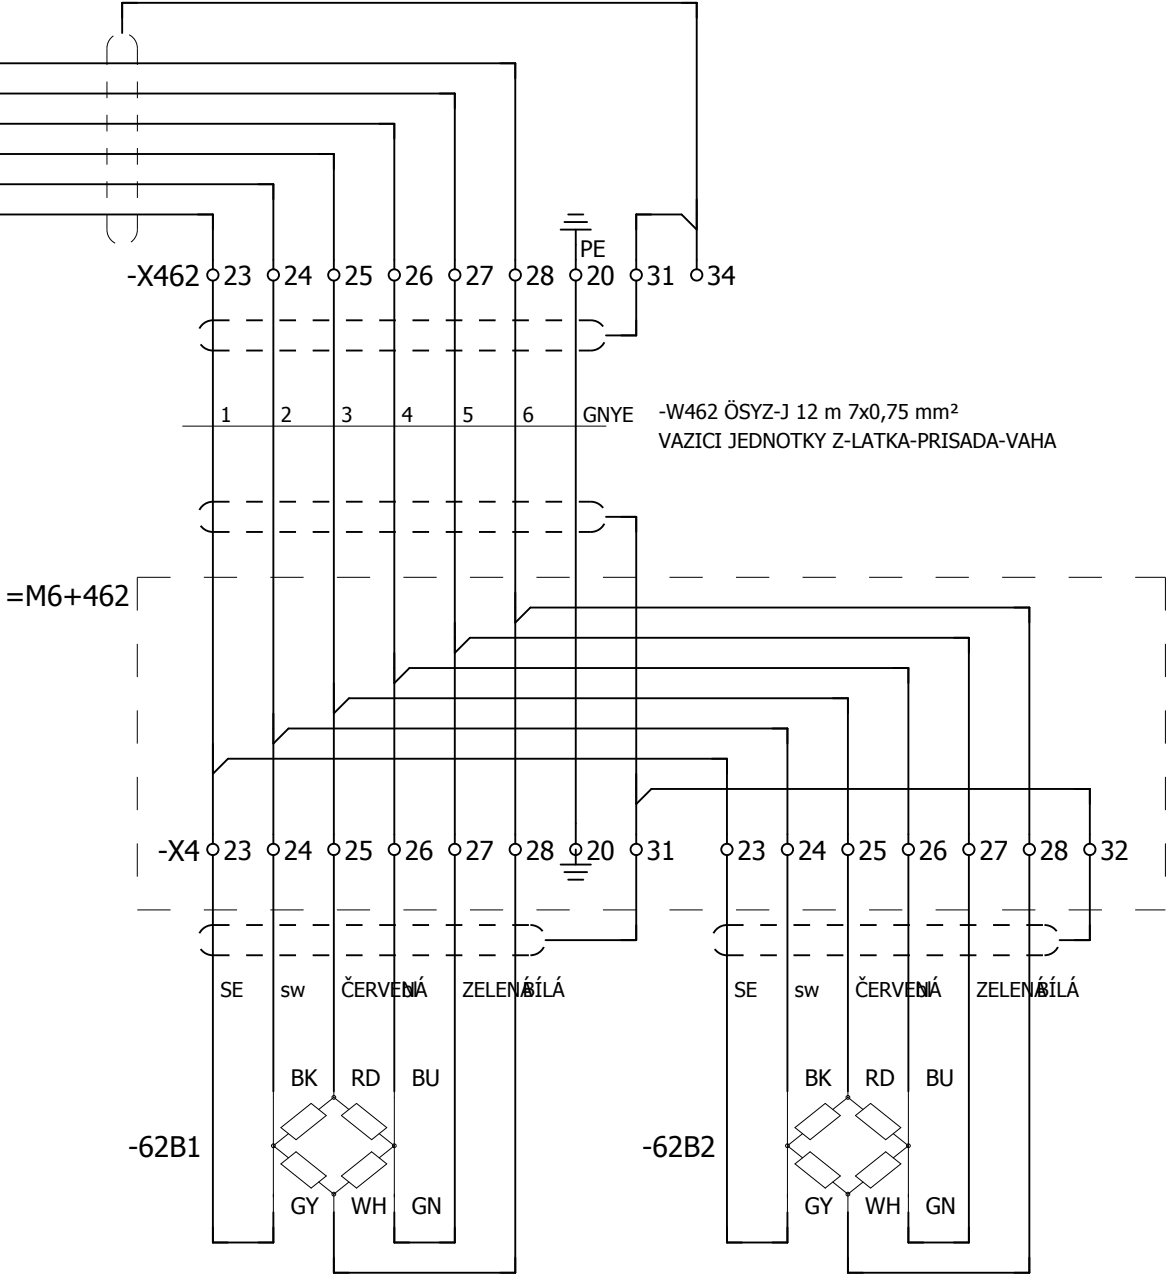 PE
-X462 23 24 25 26 27 28 20 31 34
1 2 3 4 5 6 GNYE -W462 ÖSYZ-J 12 m 7x0,75 mm²
VAZICI JEDNOTKY Z-LATKA-PRISADA-VAHA
=M6+462
-X4 23 24 25 26 27 28 20 31 23 24 25 26 27 28 32
SE sw ČERVENÁ ZELENÁ BÍLÁ SE sw ČERVENÁ ZELENÁ BÍLÁ
BK RD BU BK RD BU
-62B1 -62B2
GY WH GN GY WH GN